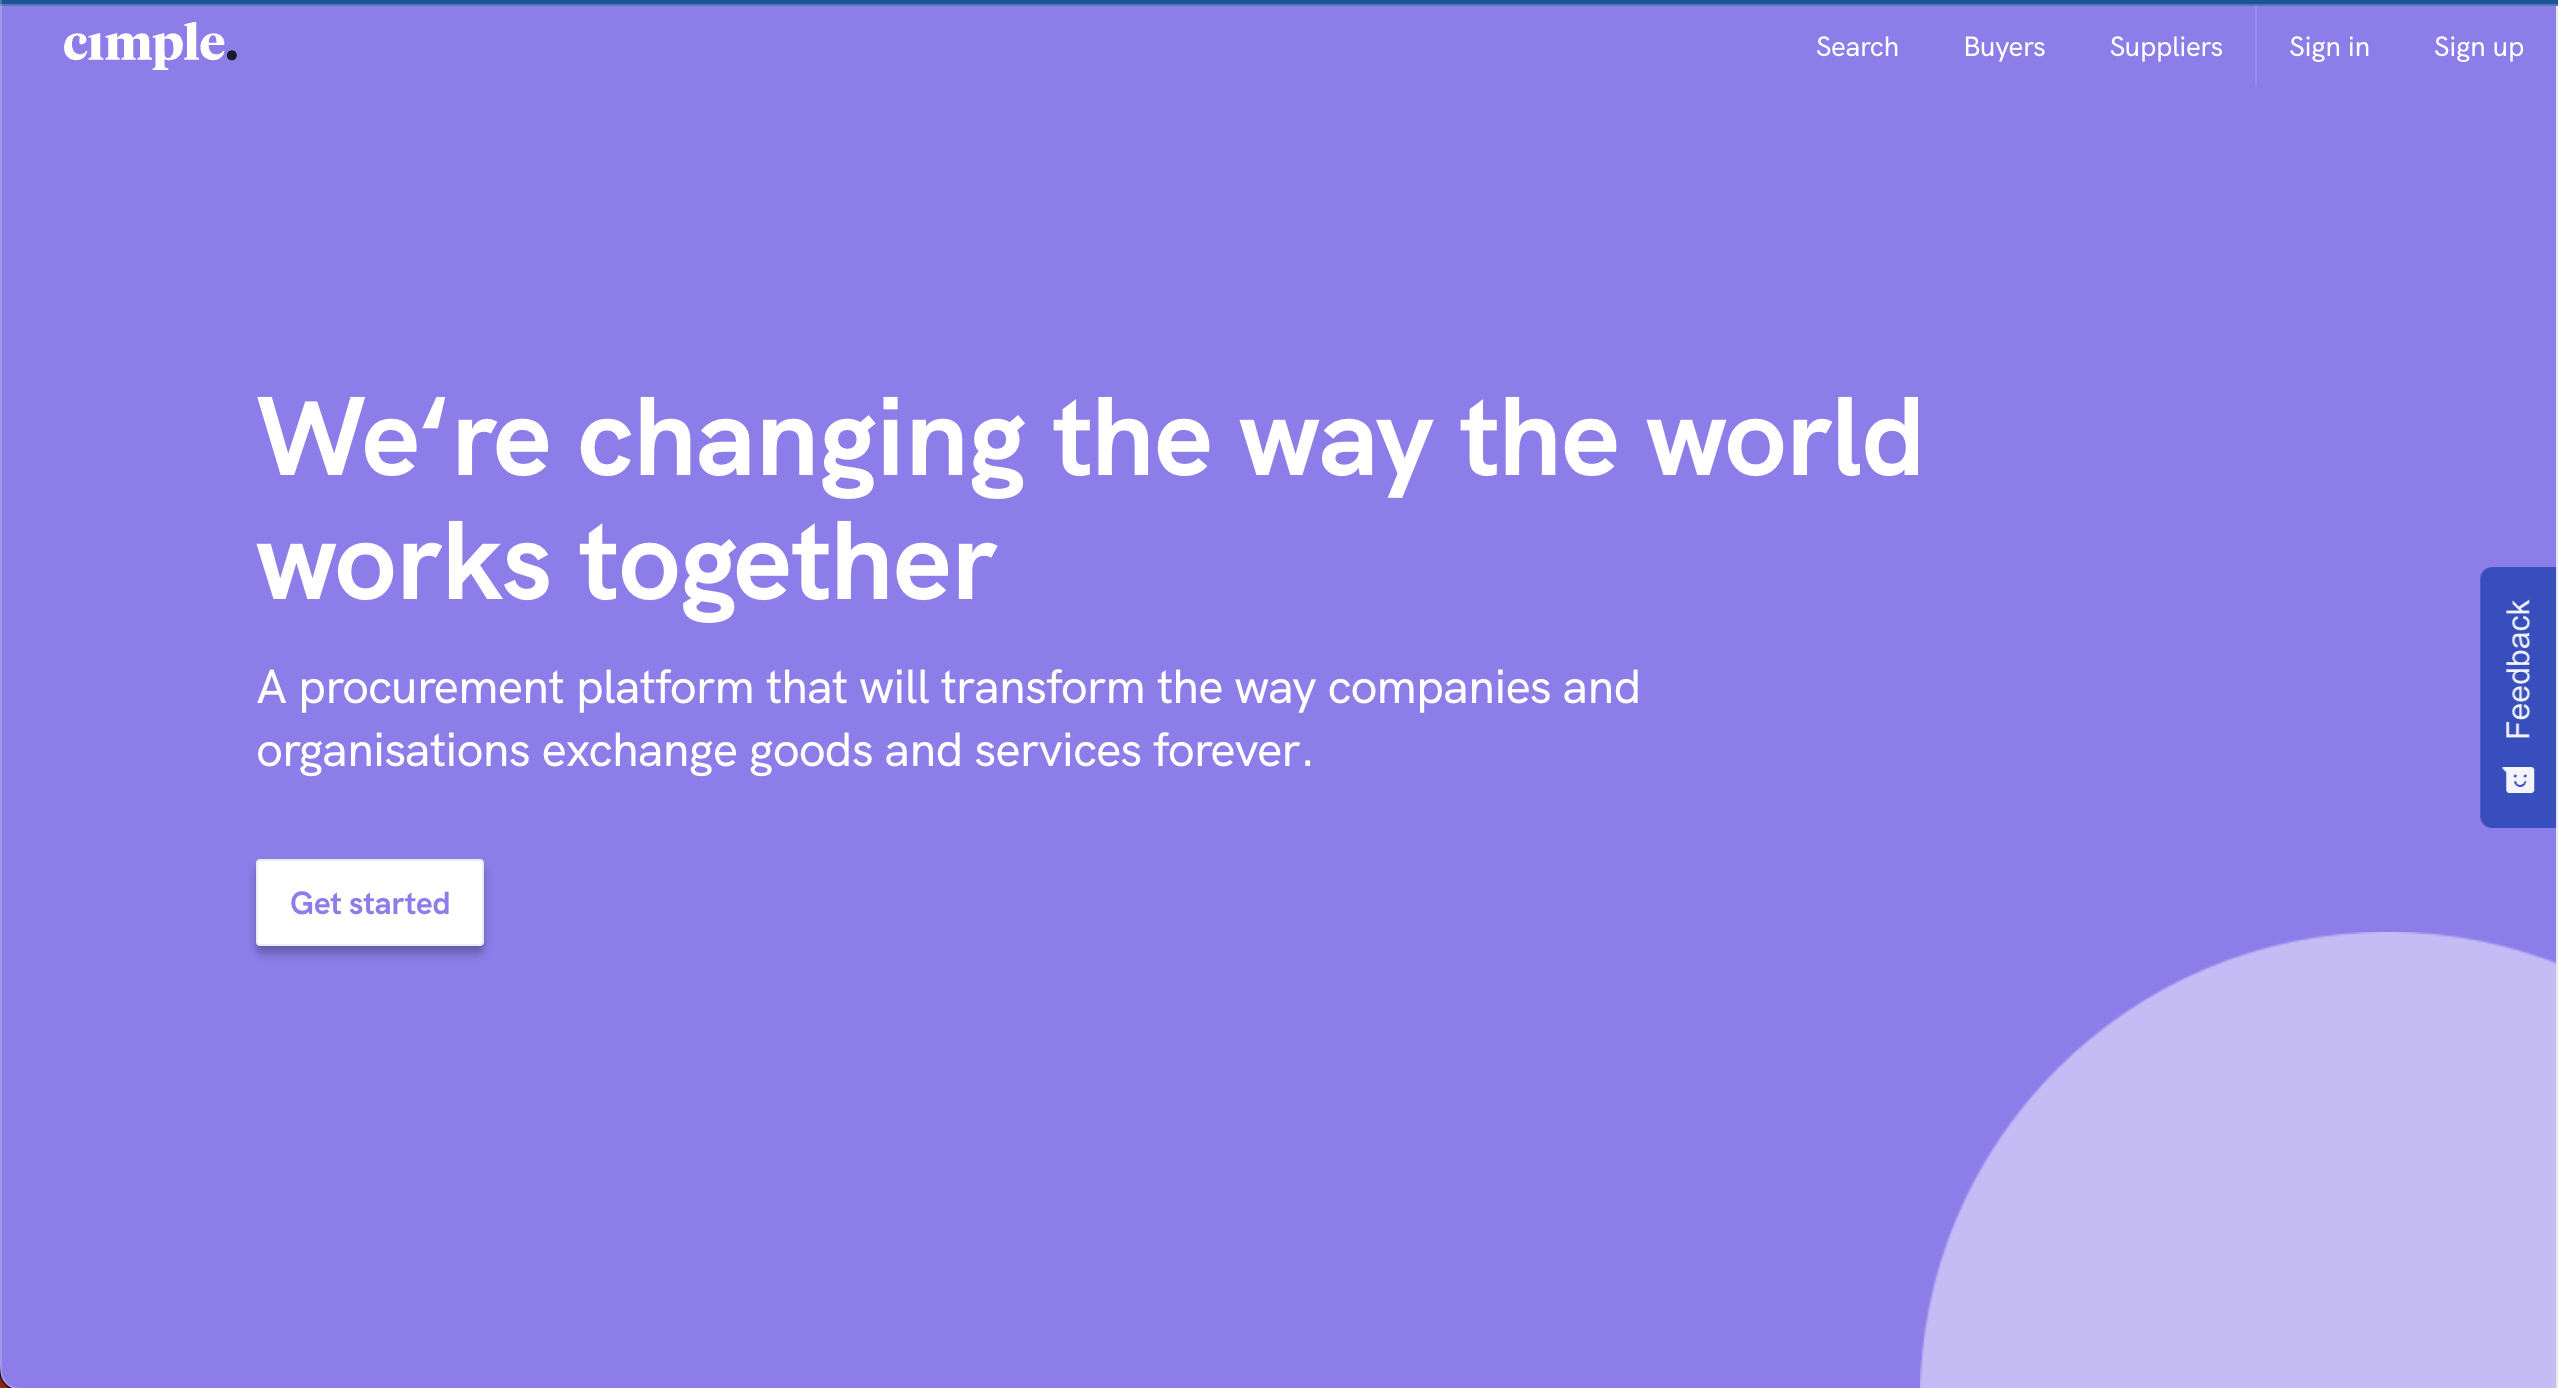 cımple.
Search
Buyers
Suppliers
Sign in
Sign up
We‘re changing the way the world
works together
A procurement platform that will transform the way companies and
organisations exchange goods and services forever.
Get started
Feedback